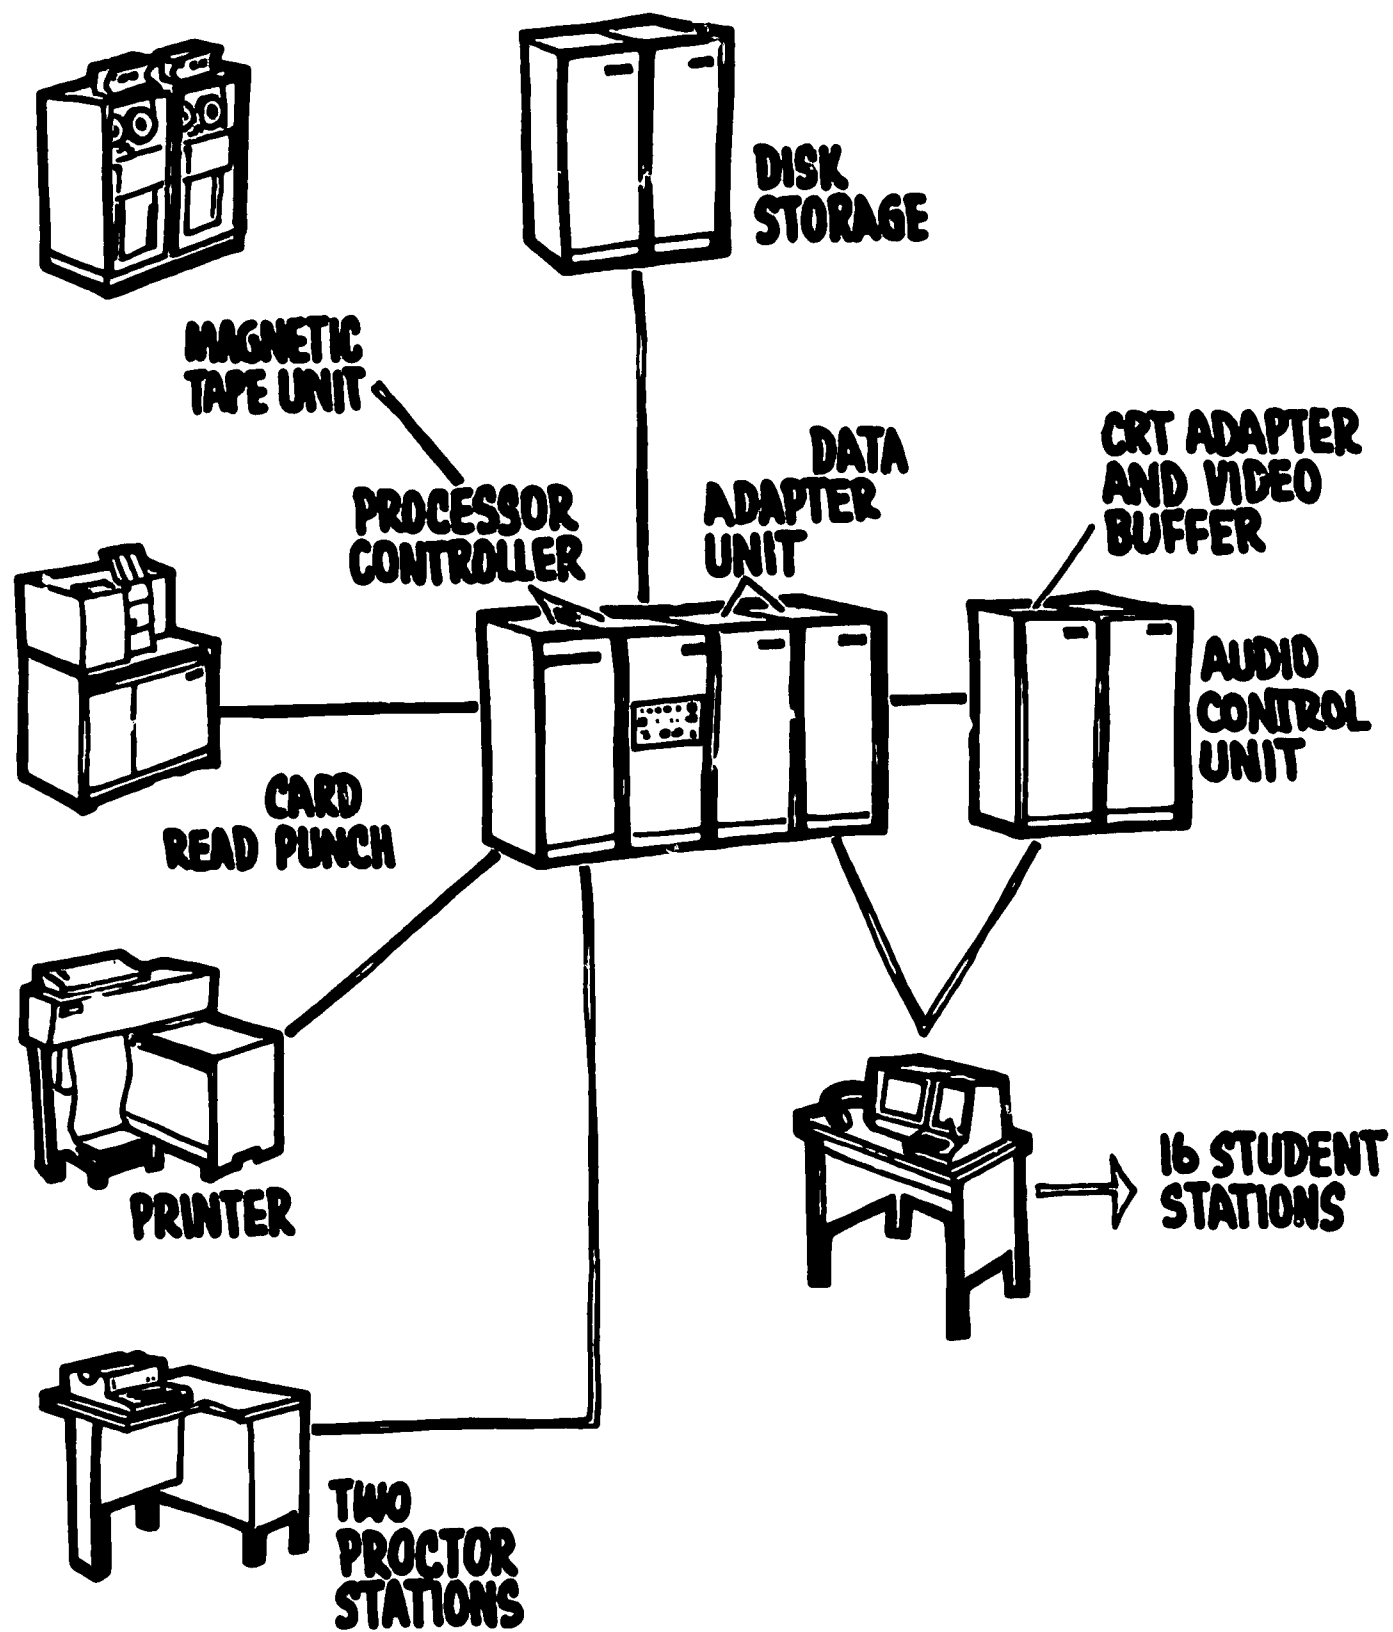 DISK
STORAGE
MAGNETIC
TAPE UNIT
PROCESSOR
CONTROLLER
DATA
ADAPTER
UNIT
CRT ADAPTER
AND VIDEO
BUFFER
AUDIO
CONTROL
UNIT
CARD
READ PUNCH
PRINTER
16 STUDENT
STATIONS
TWO
PROCTOR
STATIONS